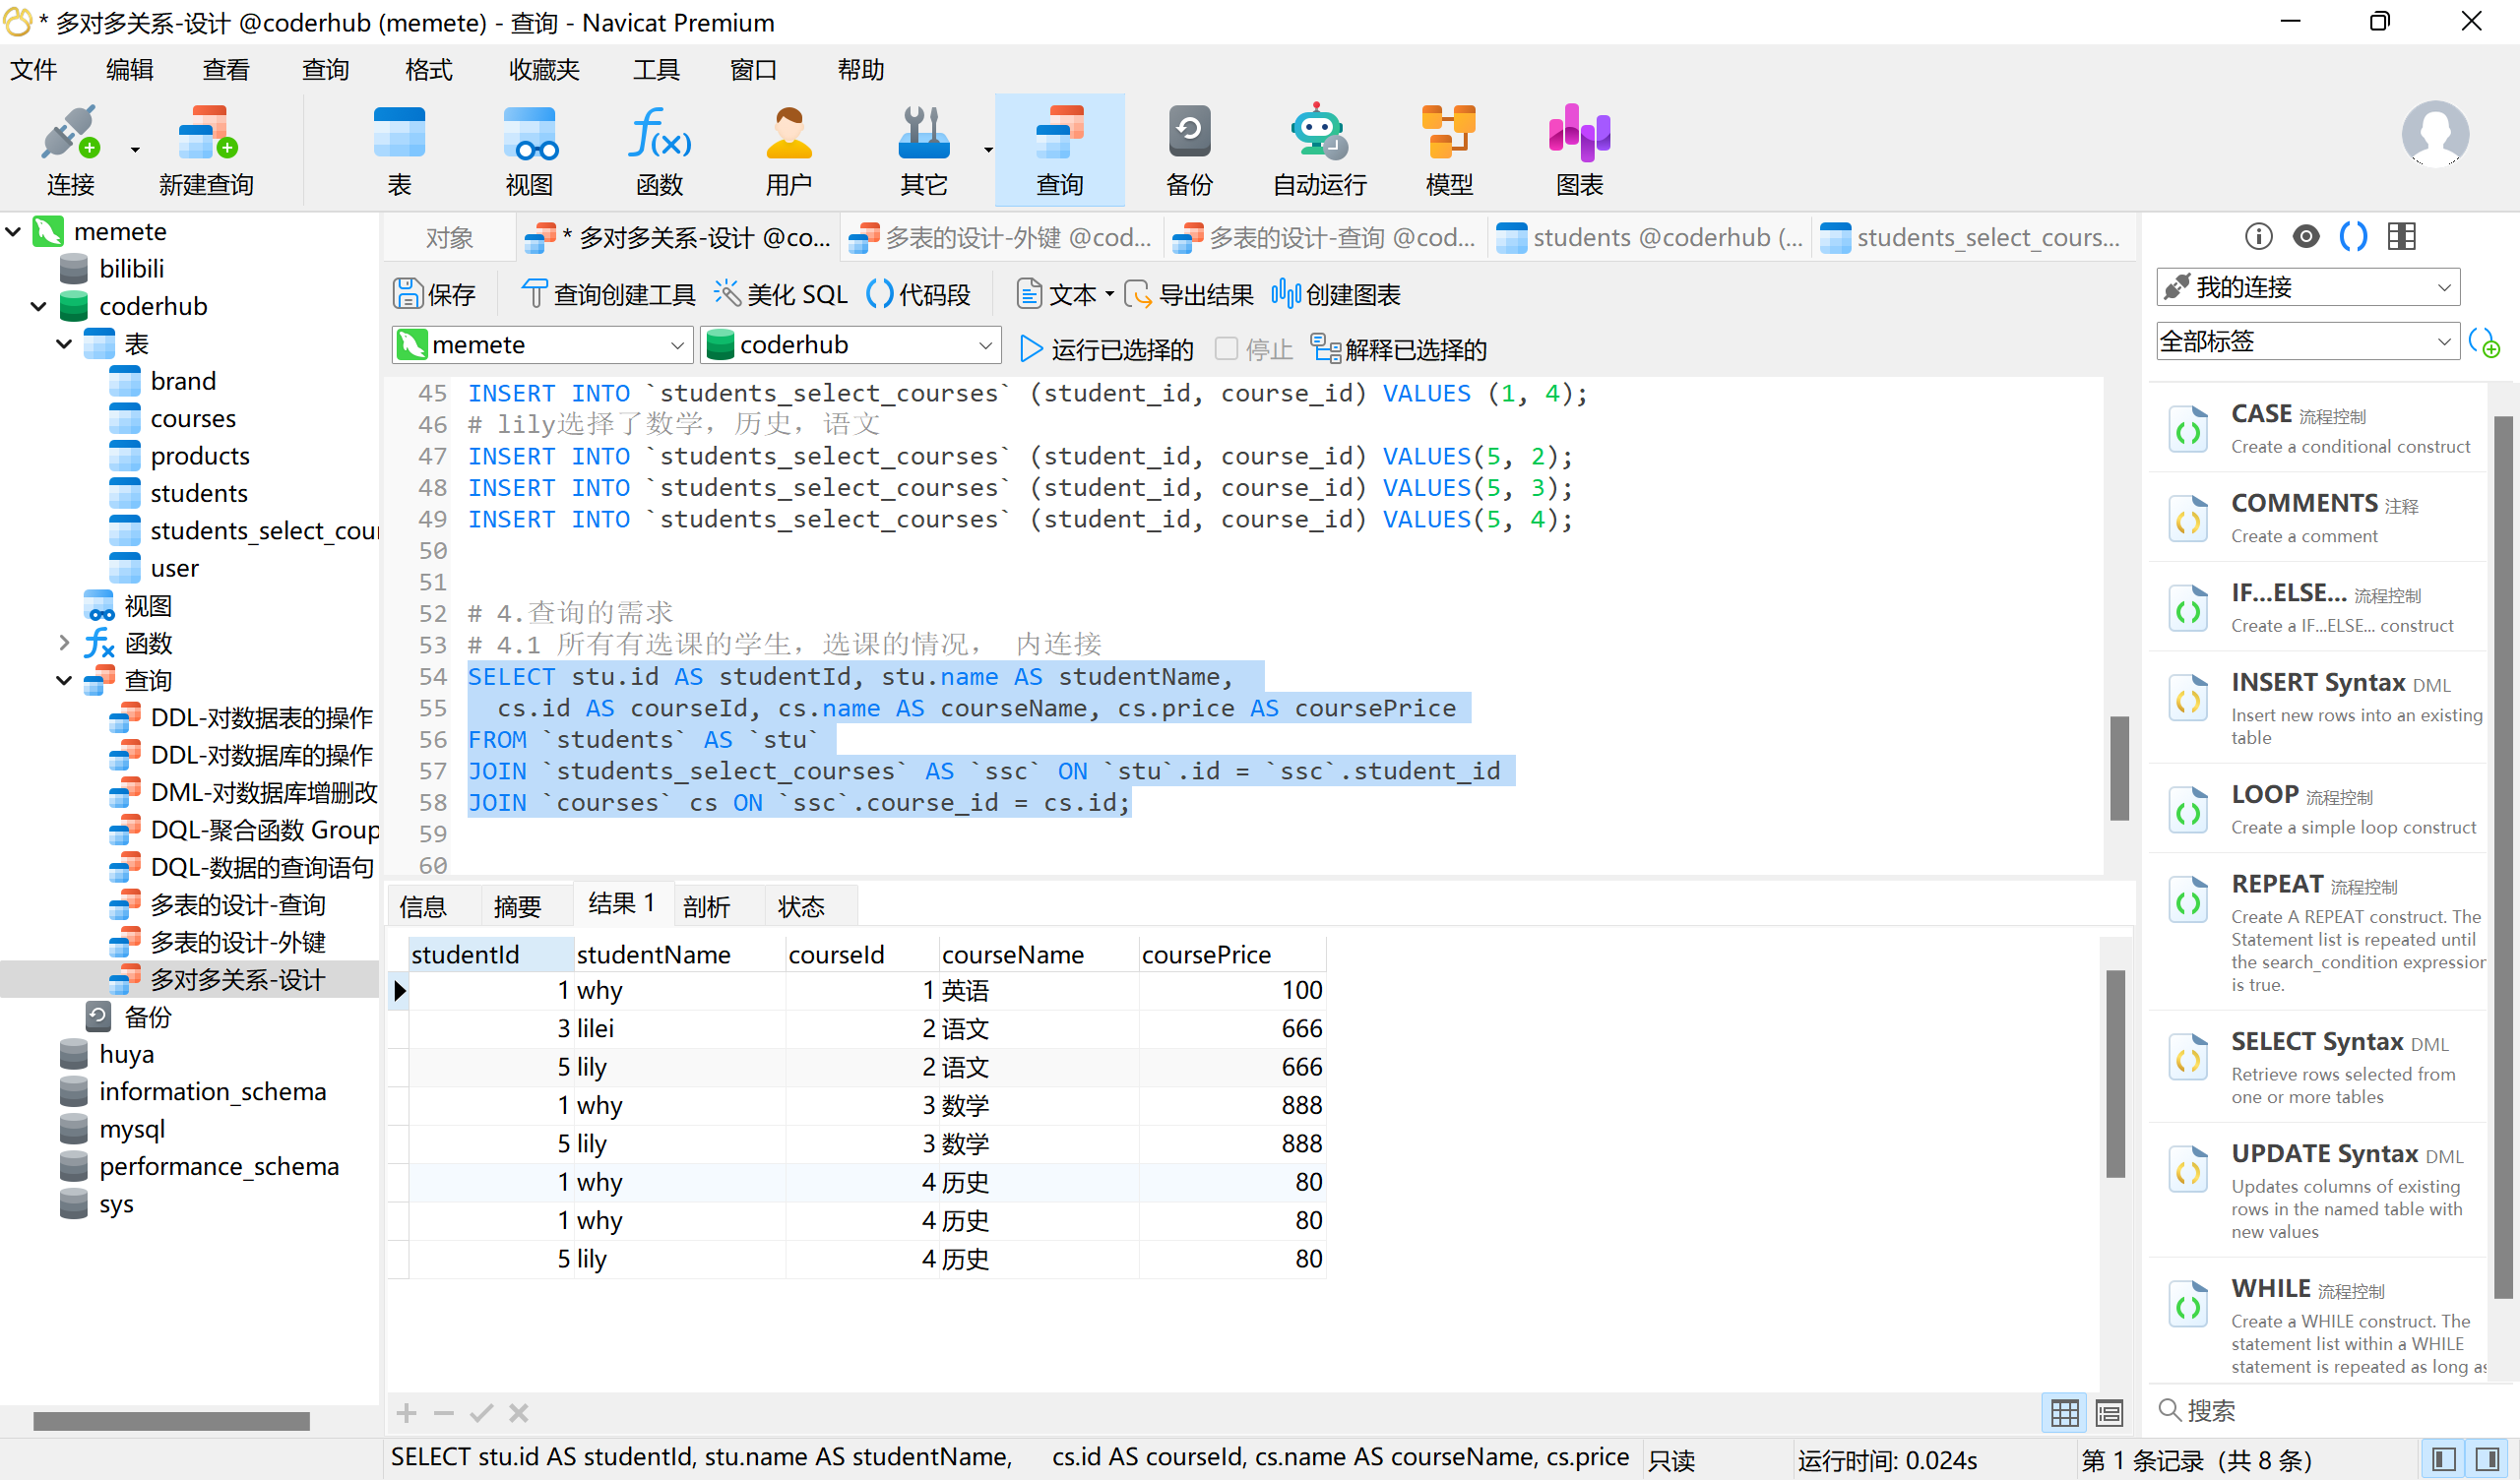 * 多对多关系-设计 @coderhub (memete) - 查询 - Navicat Premium
文件 编辑 查看 查询 格式 收藏夹 工具 窗口 帮助
连接 新建查询 表 视图 函数 用户 其它 查询 备份 自动运行 模型 图表
memete
bilibili
coderhub
表
brand
courses
products
students
students_select_cour
user
视图
函数
查询
DDL-对数据表的操作
DDL-对数据库的操作
DML-对数据库增删改
DQL-聚合函数 Group
DQL-数据的查询语句
多表的设计-查询
多表的设计-外键
多对多关系-设计
备份
huya
information_schema
mysql
performance_schema
sys
对象 * 多对多关系-设计 @co... 多表的设计-外键 @cod... 多表的设计-查询 @cod... students @coderhub (... students_select_cours...
保存 查询创建工具 美化 SQL 代码段 文本 导出结果 创建图表
memete coderhub 运行已选择的 停止 解释已选择的
45 INSERT INTO `students_select_courses` (student_id, course_id) VALUES (1, 4);
46 # lily选择了数学，历史，语文
47 INSERT INTO `students_select_courses` (student_id, course_id) VALUES(5, 2);
48 INSERT INTO `students_select_courses` (student_id, course_id) VALUES(5, 3);
49 INSERT INTO `students_select_courses` (student_id, course_id) VALUES(5, 4);
50
51
52 # 4.查询的需求
53 # 4.1 所有有选课的学生，选课的情况， 内连接
54 SELECT stu.id AS studentId, stu.name AS studentName,
55 cs.id AS courseId, cs.name AS courseName, cs.price AS coursePrice
56 FROM `students` AS `stu`
57 JOIN `students_select_courses` AS `ssc` ON `stu`.id = `ssc`.student_id
58 JOIN `courses` cs ON `ssc`.course_id = cs.id;
59
60
信息 摘要 结果 1 剖析 状态
studentId studentName courseId courseName coursePrice
1 why 1 英语 100
3 lilei 2 语文 666
5 lily 2 语文 666
1 why 3 数学 888
5 lily 3 数学 888
1 why 4 历史 80
1 why 4 历史 80
5 lily 4 历史 80
我的连接
全部标签
CASE 流程控制
Create a conditional construct
COMMENTS 注释
Create a comment
IF...ELSE... 流程控制
Create a IF...ELSE... construct
INSERT Syntax DML
Insert new rows into an existing
table
LOOP 流程控制
Create a simple loop construct
REPEAT 流程控制
Create A REPEAT construct. The
Statement list is repeated until
the search_condition expression
is true.
SELECT Syntax DML
Retrieve rows selected from
one or more tables
UPDATE Syntax DML
Updates columns of existing
rows in the named table with
new values
WHILE 流程控制
Create a WHILE construct. The
statement list within a WHILE
statement is repeated as long as
搜索
SELECT stu.id AS studentId, stu.name AS studentName, cs.id AS courseId, cs.name AS courseName, cs.price 只读 运行时间: 0.024s 第 1 条记录 (共 8 条)